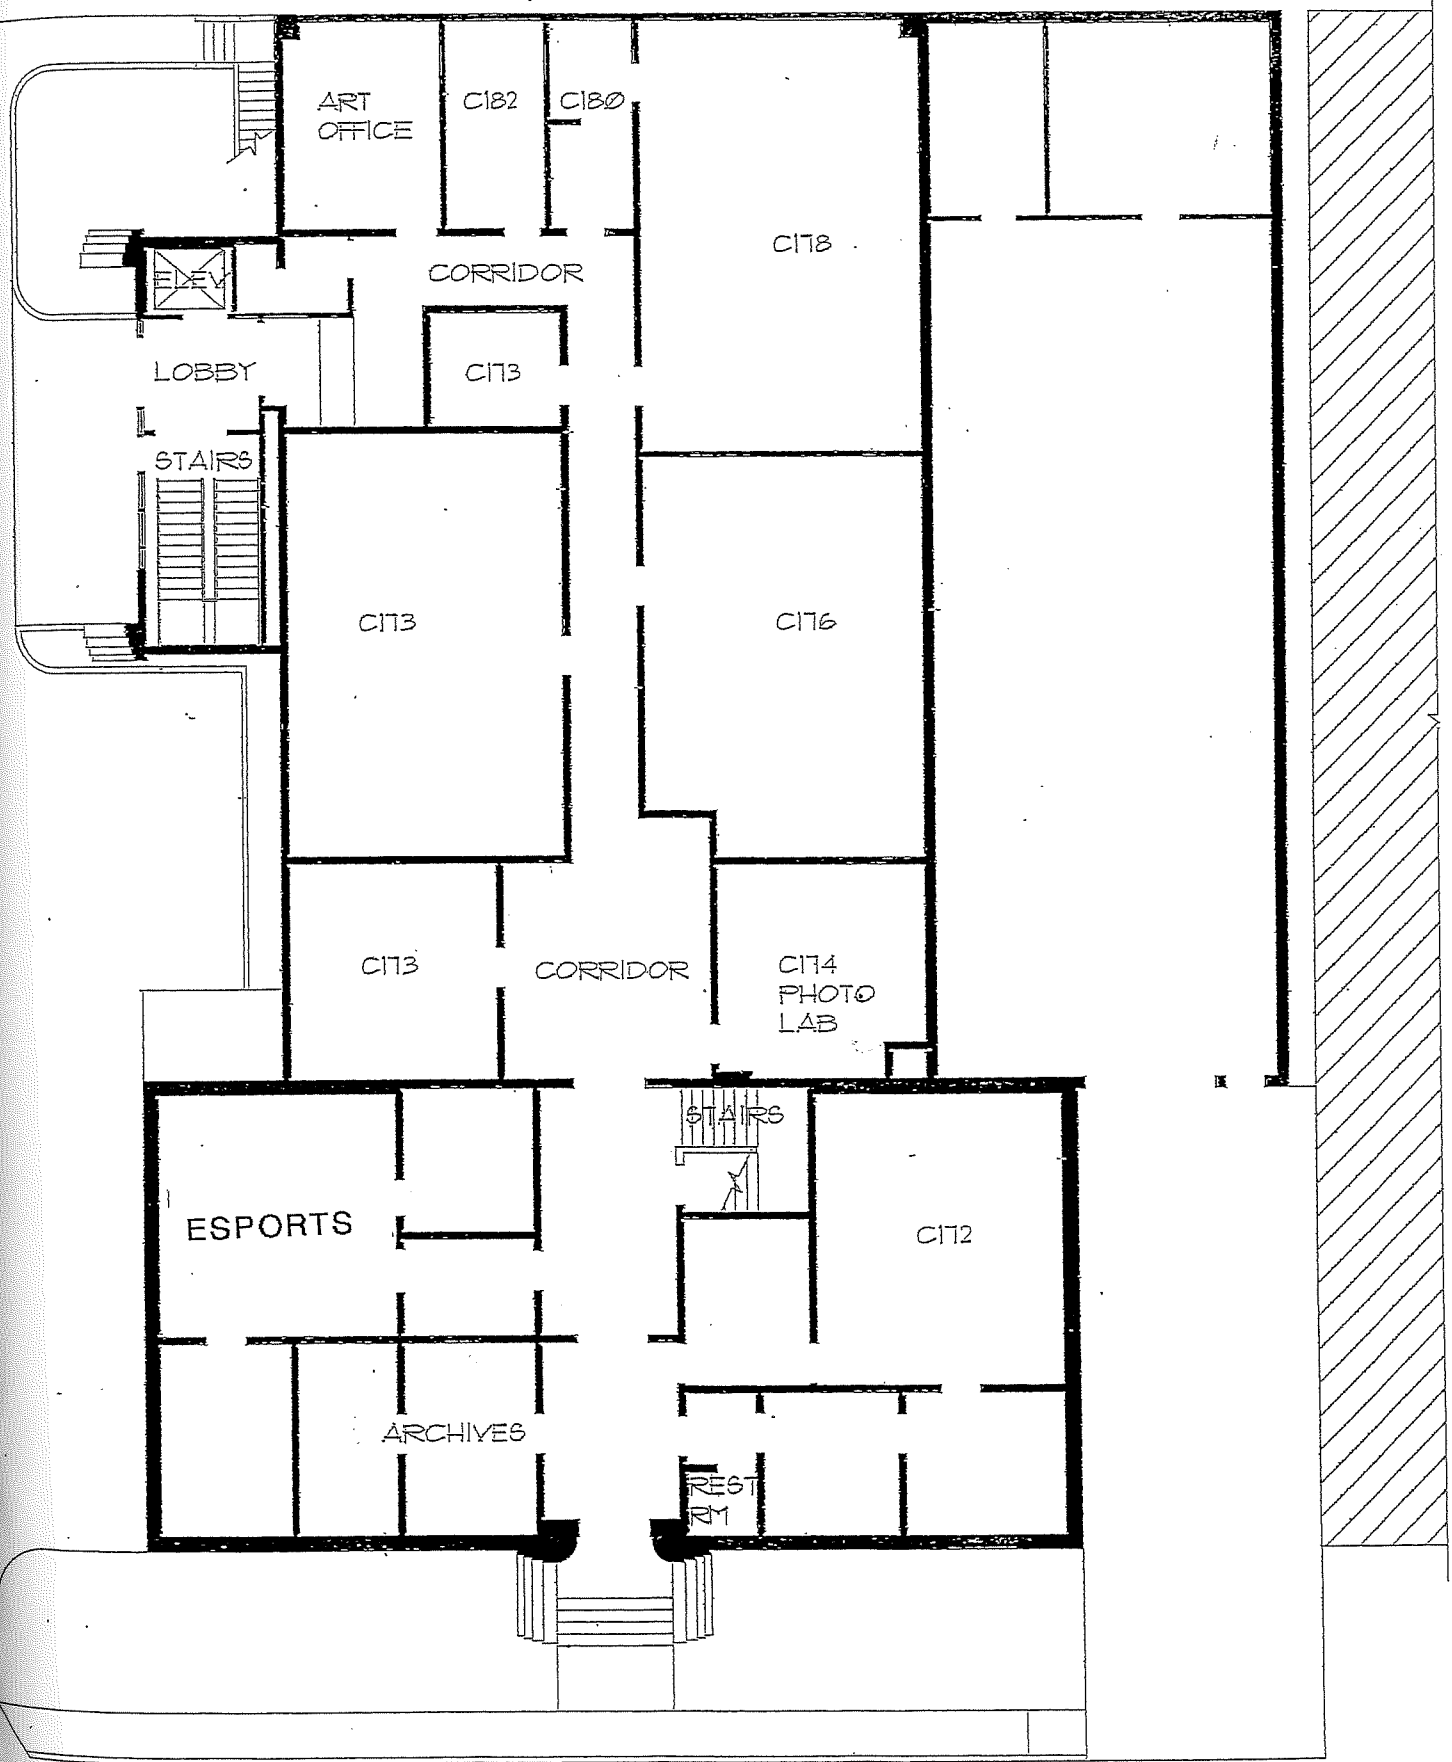 ART
OFFICE
C182
C180
C178
ELEV
CORRIDOR
LOBBY
C173
STAIRS
C173
C176
C173
CORRIDOR
C174
PHOTO
LAB
STAIRS
ESPORTS
C172
ARCHIVES
REST
RM